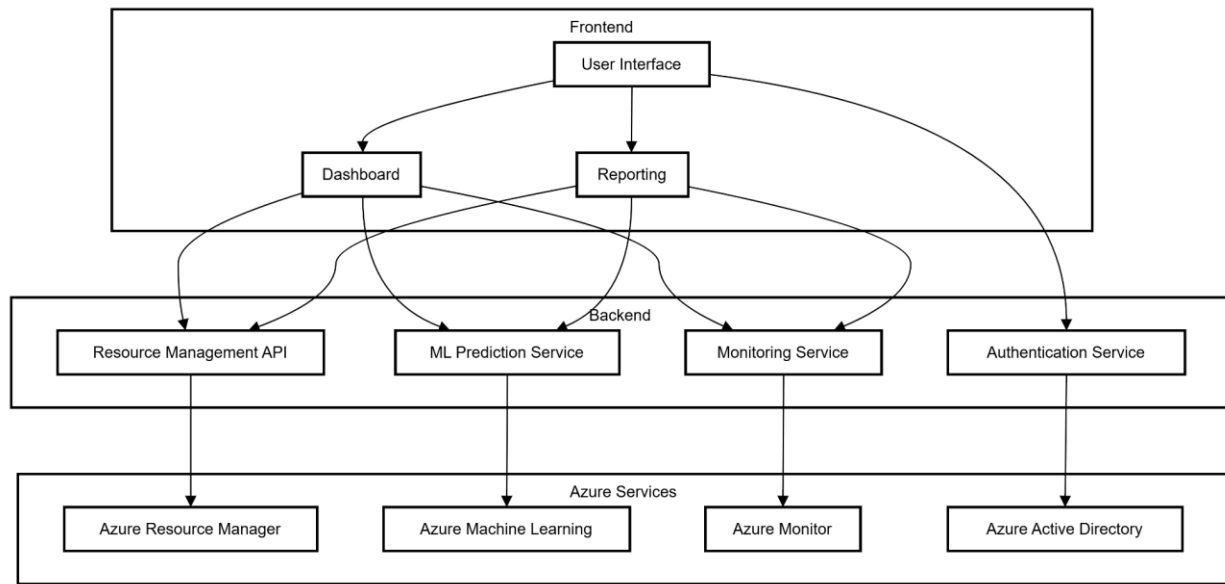 Frontend
User Interface
Dashboard
Reporting
Backend
Resource Management API
ML Prediction Service
Monitoring Service
Authentication Service
Azure Services
Azure Resource Manager
Azure Machine Learning
Azure Monitor
Azure Active Directory